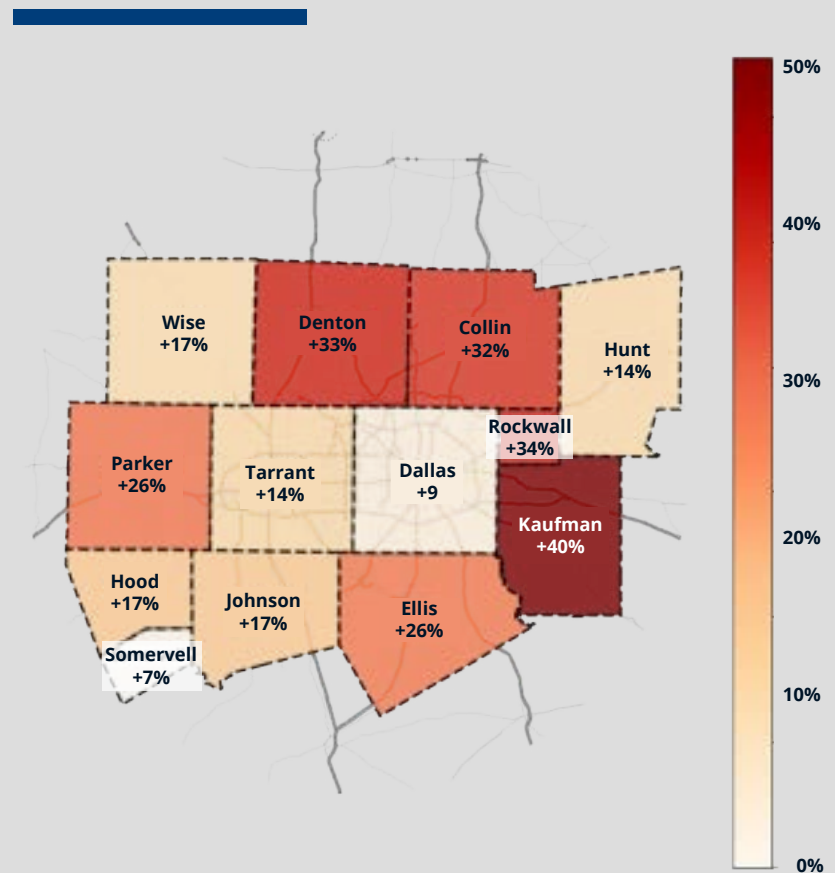 50%
40%
30%
20%
10%
0%
Wise
+17%
Denton
+33%
Collin
+32%
Hunt
+14%
Rockwall
+34%
Parker
+26%
Tarrant
+14%
Dallas
+9
Kaufman
+40%
Hood
+17%
Johnson
+17%
Ellis
+26%
Somervell
+7%